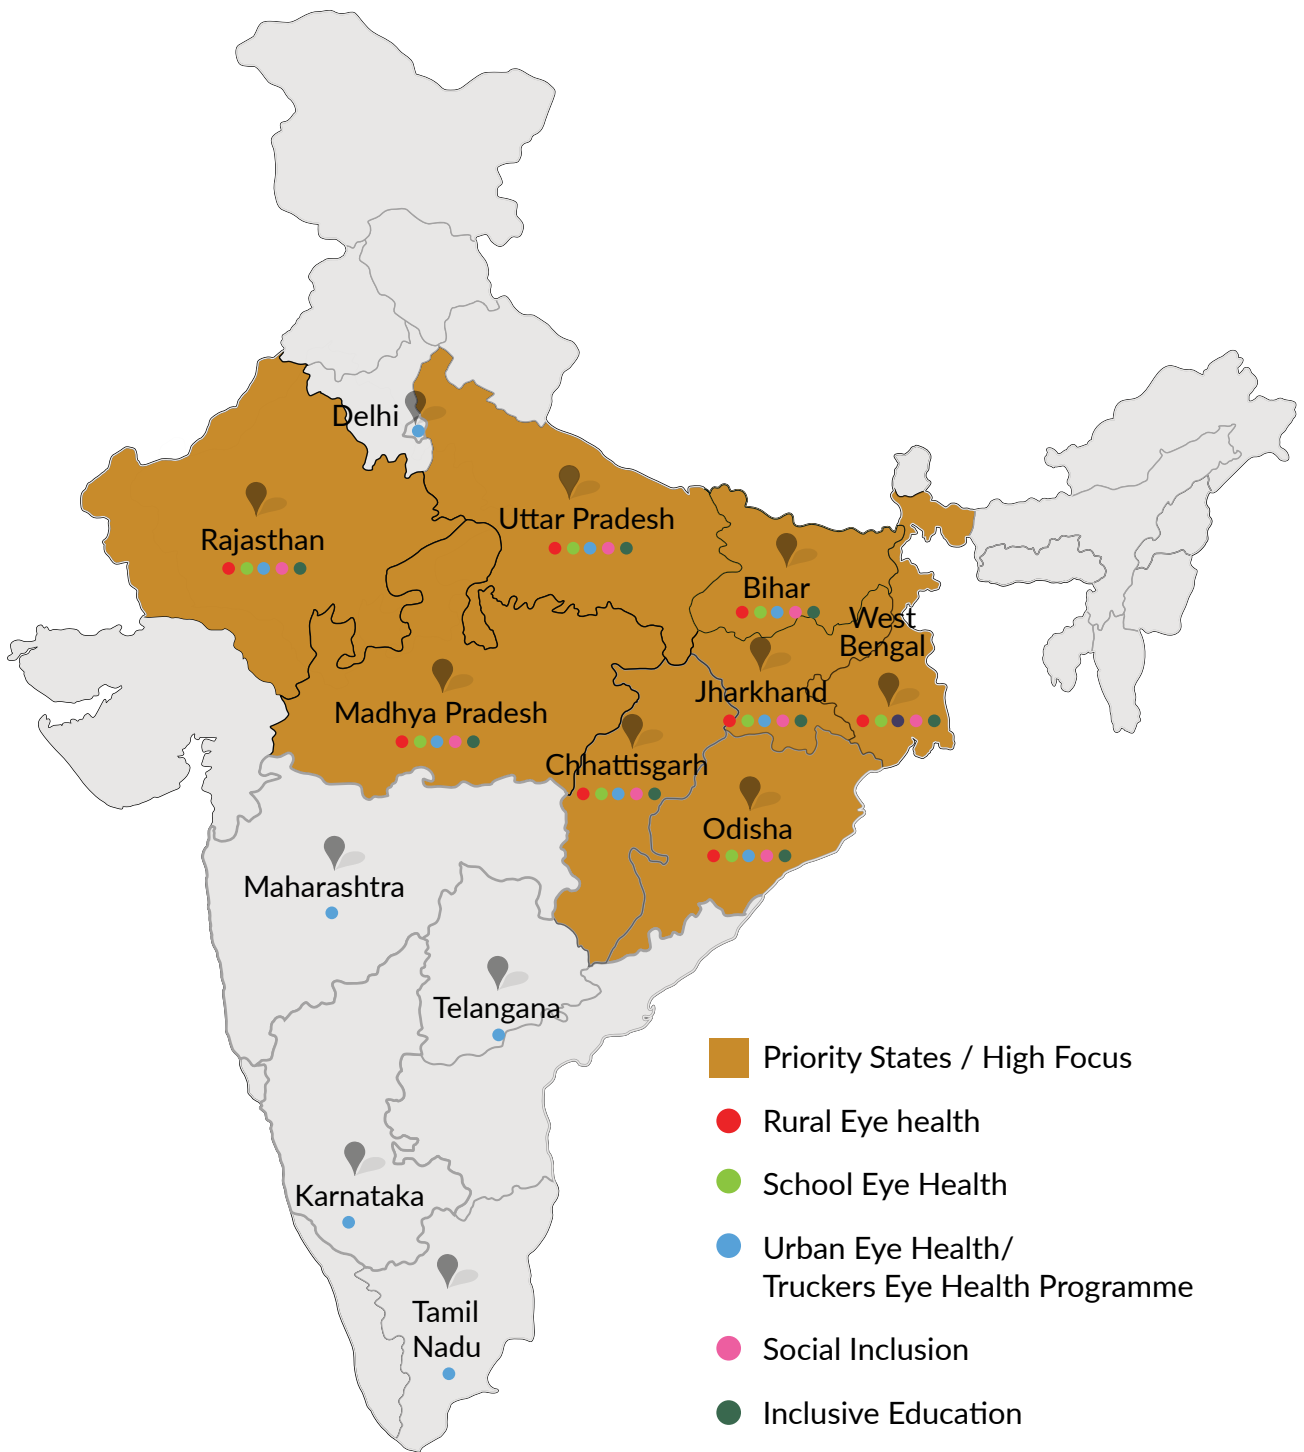 Delhi
Rajasthan
Uttar Pradesh
Bihar
West
Bengal
Jharkhand
Madhya Pradesh
Chhattisgarh
Odisha
Maharashtra
Telangana
Karnataka
Tamil
Nadu
Priority States / High Focus
Rural Eye health
School Eye Health
Urban Eye Health/
Truckers Eye Health Programme
Social Inclusion
Inclusive Education